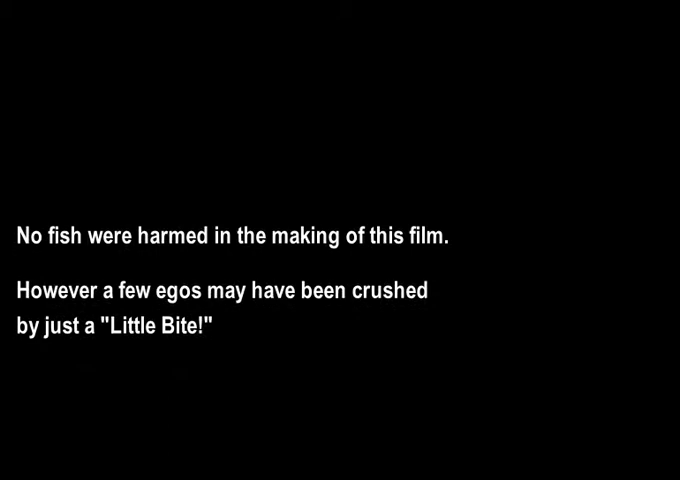 No fish were harmed in the making of this film.
However a few egos may have been crushed
by just a "Little Bite!"